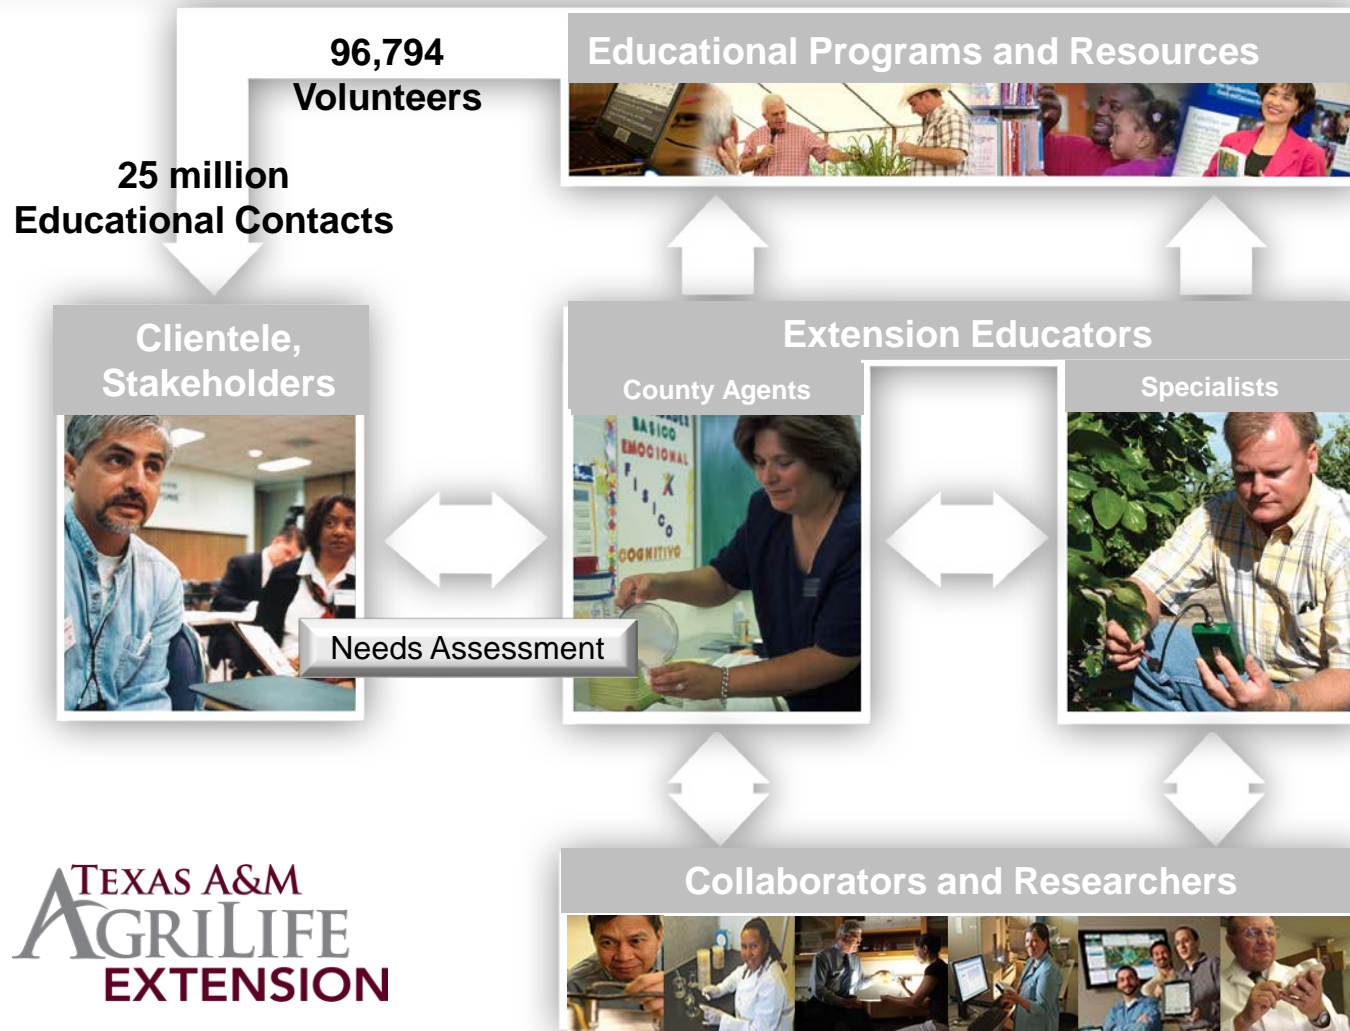 96,794
Volunteers
Educational Programs and Resources
25 million
Educational Contacts
Clientele,
Stakeholders
Extension Educators
County Agents
Specialists
BASICO
EMOCIONAL
FISICO
COGNITIVO
Needs Assessment
Collaborators and Researchers
TEXAS A&M
AGRILIFE
EXTENSION